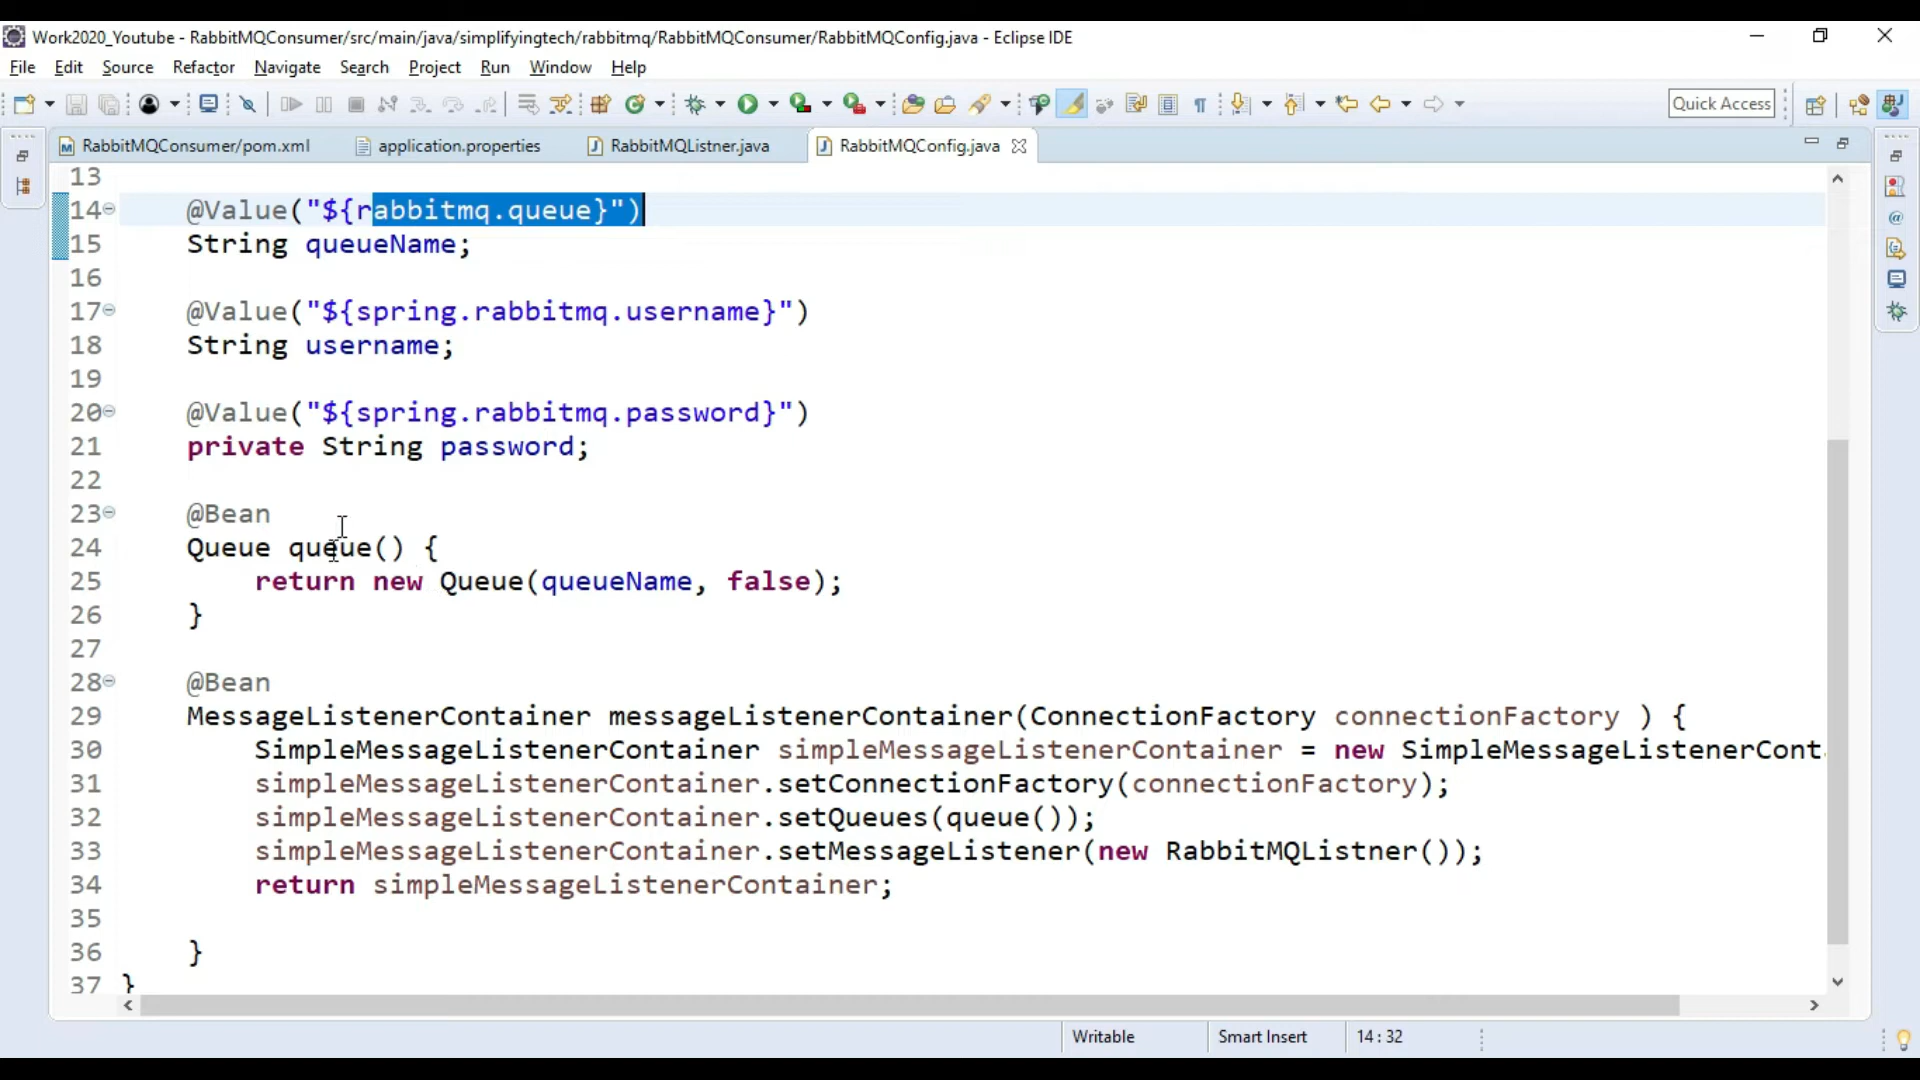 Work2020_Youtube - RabbitMQConsumer/src/main/java/simplifyingtech/rabbitmq/RabbitMQConsumer/RabbitMQConfig.java - Eclipse IDE
File Edit Source Refactor Navigate Search Project Run Window Help
Quick Access
RabbitMQConsumer/pom.xml application.properties RabbitMQListner.java RabbitMQConfig.java
13
14 @Value("${rabbitmq.queue}")
15 String queueName;
16
17 @Value("${spring.rabbitmq.username}")
18 String username;
19
20 @Value("${spring.rabbitmq.password}")
21 private String password;
22
23 @Bean
24 Queue queue() {
25 return new Queue(queueName, false);
26 }
27
28 @Bean
29 MessageListenerContainer messageListenerContainer(ConnectionFactory connectionFactory ) {
30 SimpleMessageListenerContainer simpleMessageListenerContainer = new SimpleMessageListenerCont
31 simpleMessageListenerContainer.setConnectionFactory(connectionFactory);
32 simpleMessageListenerContainer.setQueues(queue());
33 simpleMessageListenerContainer.setMessageListener(new RabbitMQListner());
34 return simpleMessageListenerContainer;
35
36 }
37 }
Writable Smart Insert 14 : 32